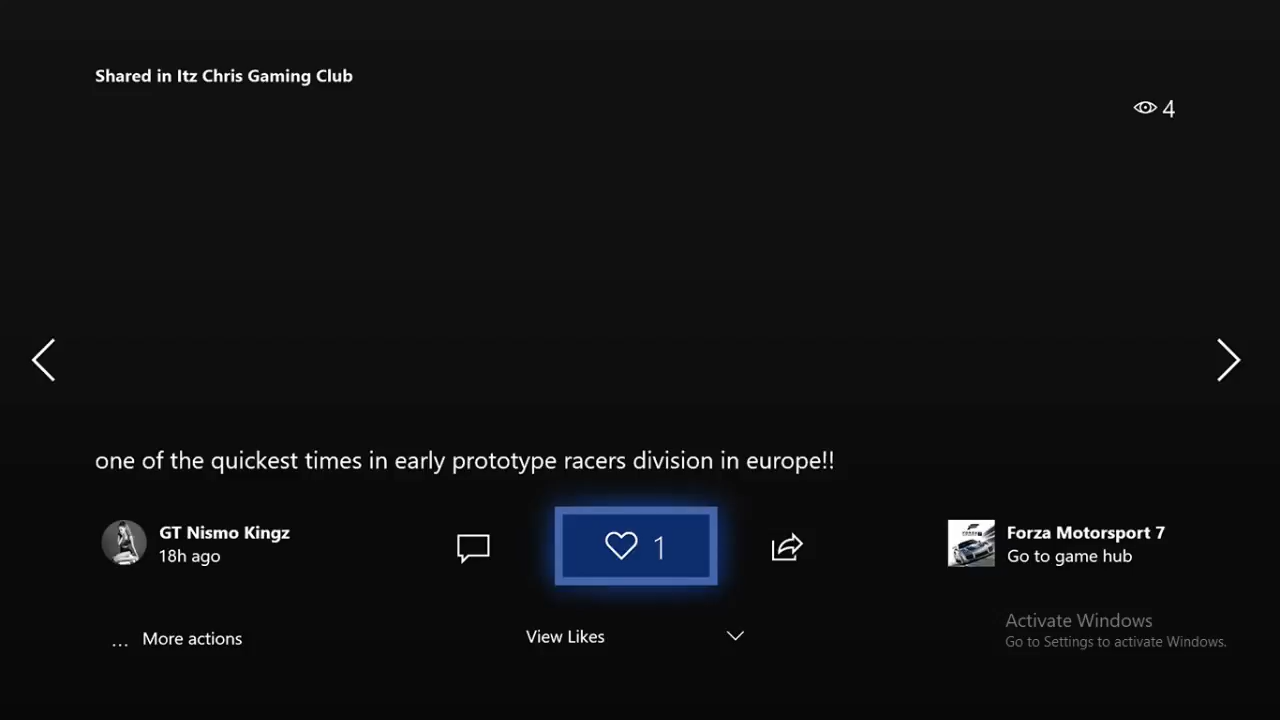 Shared in Itz Chris Gaming Club
4
one of the quickest times in early prototype racers division in europe!!
GT Nismo Kingz
18h ago
1
Forza Motorsport 7
Go to game hub
... More actions
View Likes
Activate Windows
Go to Settings to activate Windows.